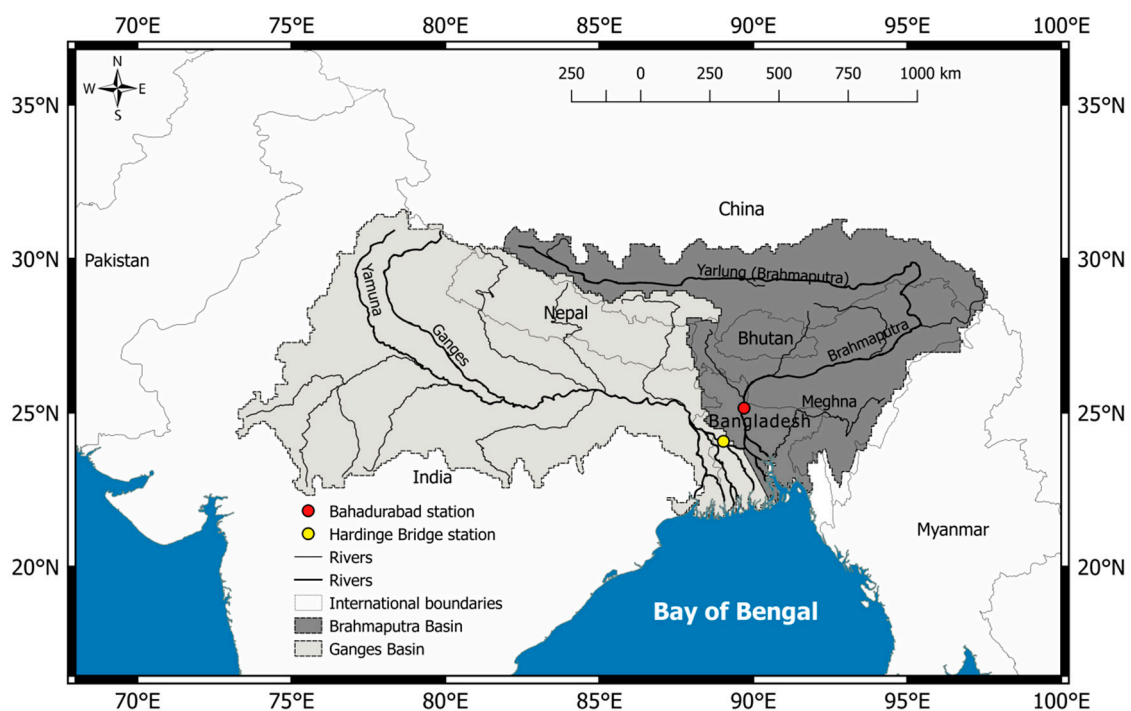 70°E 75°E 80°E 85°E 90°E 95°E 100°E
N
W E
S
250 0 250 500 750 1000 km
35°N 35°N
China
30°N 30°N
Pakistan
Yarlung (Brahmaputra)
Yamuna
Nepal
Ganges
Bhutan
Brahmaputra
Meghna
25°N 25°N
Bangladesh
India
Bahadurabad station
Hardinge Bridge station
Myanmar
Rivers
20°N 20°N
Rivers
International boundaries
Bay of Bengal
Brahmaputra Basin
Ganges Basin
70°E 75°E 80°E 85°E 90°E 95°E 100°E